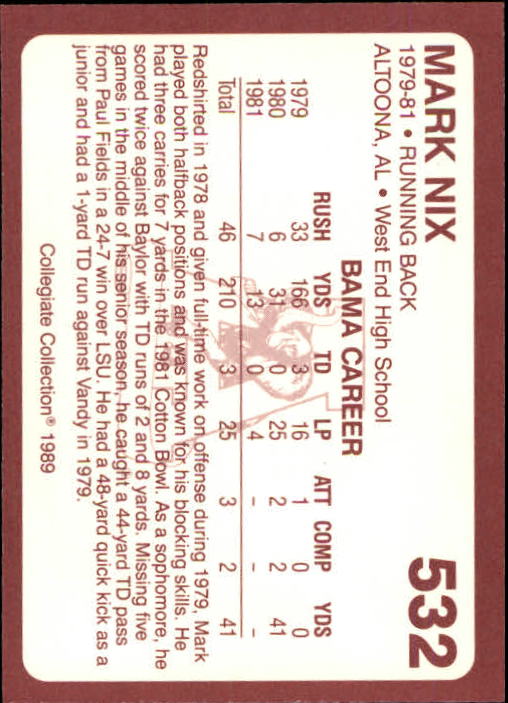 MARK NIX 532
1979-81 • RUNNING BACK
ALTOONA, AL • West End High School
BAMA CAREER
RUSH YDS TD LP ATT COMP YDS
1979 33 166 3 16 1 0 0
1980 6 31 0 25 2 2 41
1981 7 13 0 4 - - -
Total 46 210 3 25 3 2 41
Redshirted in 1978 and given full-time work on offense during 1979, Mark
played both halfback positions and was known for his blocking skills. He
had three carries for 7 yards in the 1981 Cotton Bowl. As a sophomore, he
scored twice against Baylor with TD runs of 2 and 8 yards. Missing five
games in the middle of his senior season, he caught a 44-yard TD pass
from Paul Fields in a 24-7 win over LSU. He had a 48-yard quick kick as a
junior and had a 1-yard TD run against Vandy in 1979.
Collegiate Collection® 1989